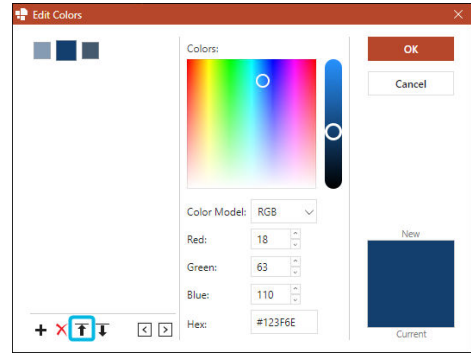 Edit Colors
Colors:
OK
Cancel
Color Model: RGB
Red: 18
Green: 63
Blue: 110
Hex: #123F6E
New
Current